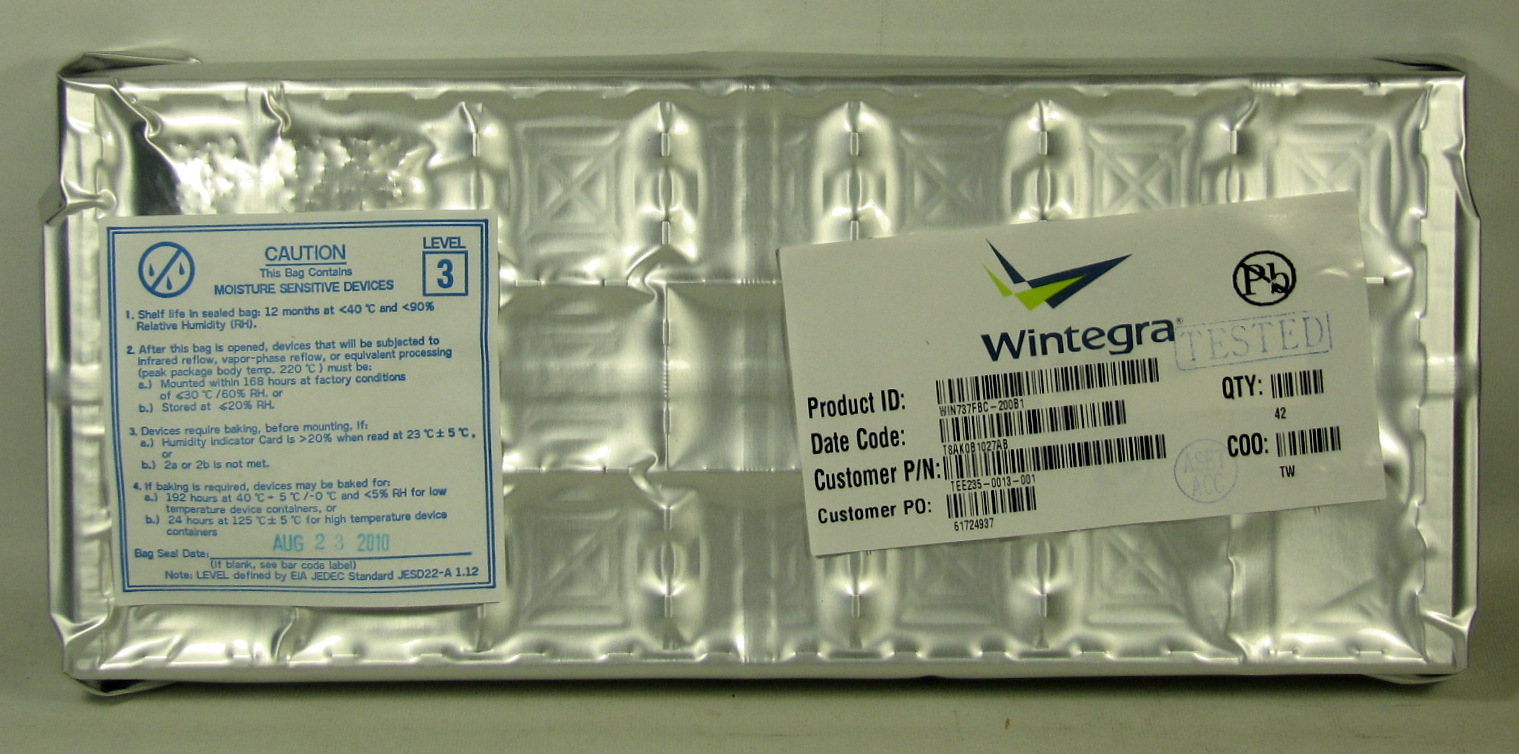 CAUTION
This Bag Contains
MOISTURE SENSITIVE DEVICES
LEVEL
3
1. Shelf life in sealed bag: 12 months at <40 °C and <90%
Relative Humidity (RH).
2. After this bag is opened, devices that will be subjected to
infrared reflow, vapor-phase reflow, or equivalent processing
(peak package body temp. 220 °C ) must be:
a.) Mounted within 168 hours at factory conditions
of ≤30 °C /60% RH, or
b.) Stored at ≤20% RH.
3. Devices require baking, before mounting, if:
a.) Humidity Indicator Card is >20% when read at 23 °C ± 5 °C ,
or
b.) 2a or 2b is not met.
4. If baking is required, devices may be baked for:
a.) 192 hours at 40 °C + 5 °C /-0 °C and <5% RH for low
temperature device containers, or
b.) 24 hours at 125 °C ± 5 °C for high temperature device
containers
AUG 23 2010
Bag Seal Date:
(If blank, see bar code label)
Note: LEVEL defined by EIA JEDEC Standard JESD22-A 1.12
Wintegra®
Pb
TESTED
Product ID:
WIN737FBC-200B1
Date Code:
T8AK0B1027AB
Customer P/N:
TEE235-0013-001
Customer PO:
61724937
QTY:
42
COO:
TW
ASET
ACC